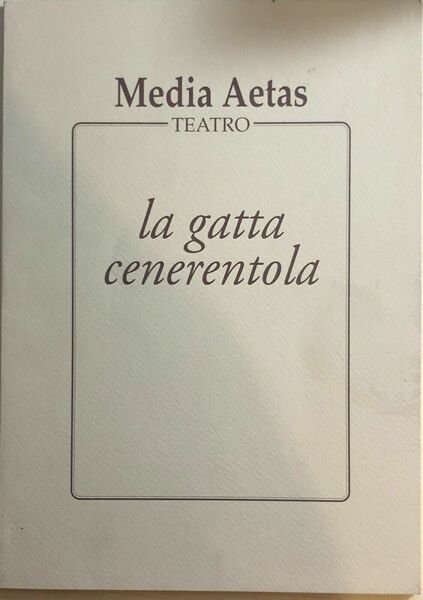 Media Aetas
TEATRO
la gatta
cenerentola